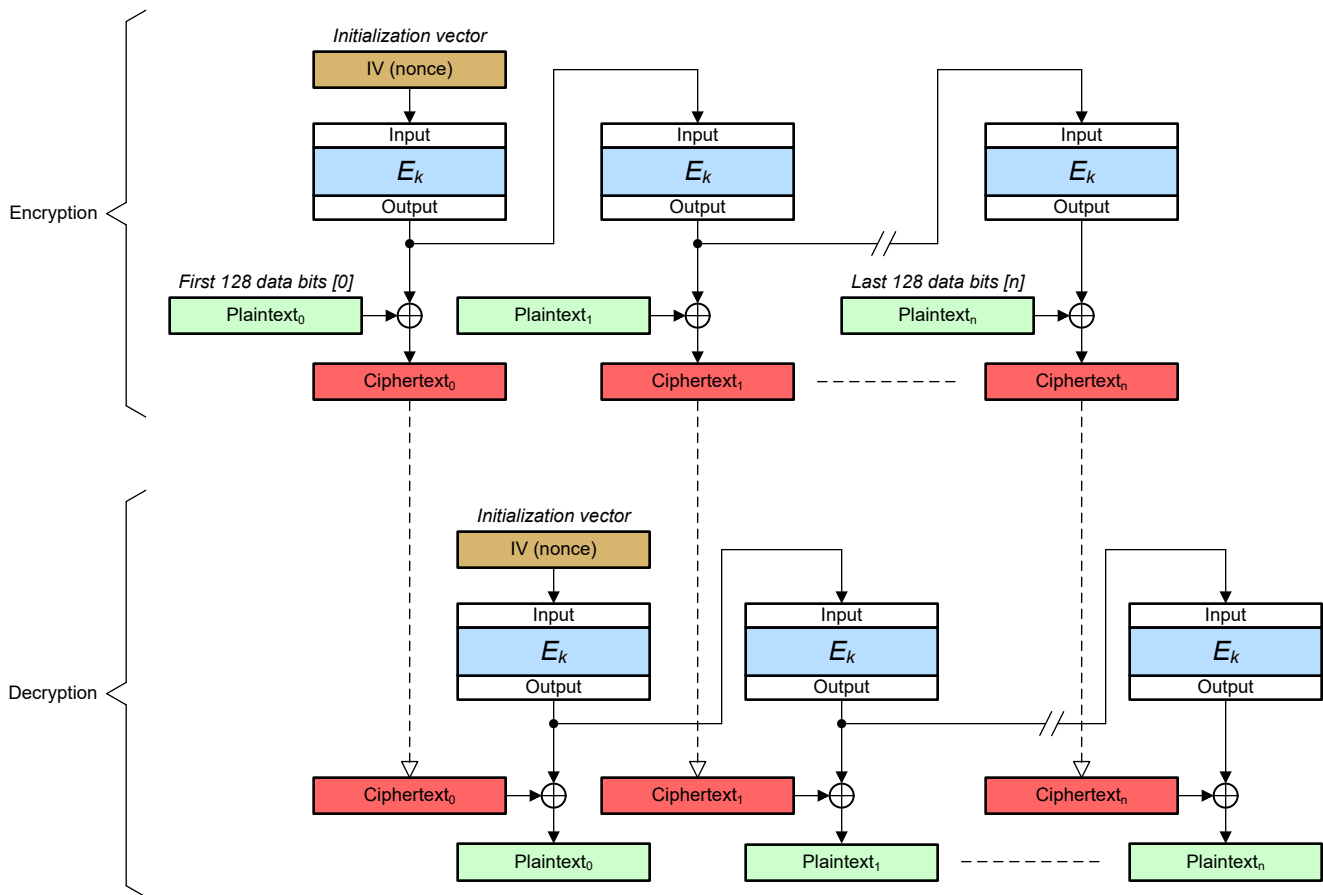 Initialization vector
IV (nonce)
Input
Input
Input
E_k
E_k
E_k
Output
Output
Output
Encryption
First 128 data bits [0]
Last 128 data bits [n]
Plaintext₀
Plaintext₁
Plaintextₙ
Ciphertext₀
Ciphertext₁
Ciphertextₙ
Initialization vector
IV (nonce)
Input
Input
Input
E_k
E_k
E_k
Output
Output
Output
Decryption
Ciphertext₀
Ciphertext₁
Ciphertextₙ
Plaintext₀
Plaintext₁
Plaintextₙ